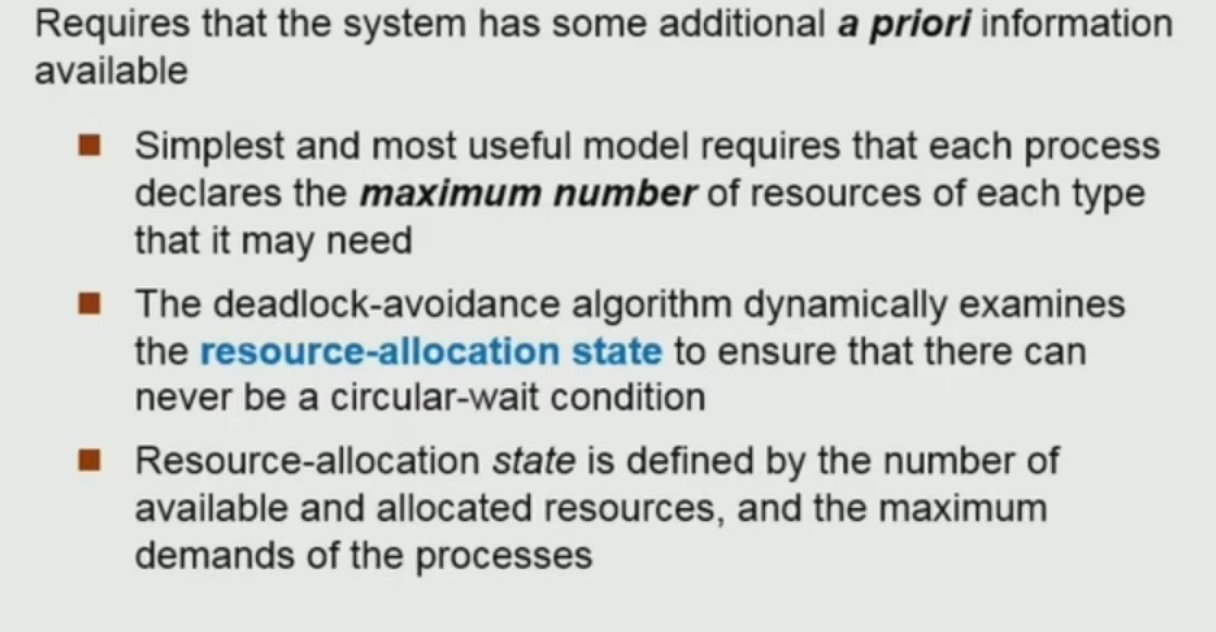 Requires that the system has some additional a priori information
available
Simplest and most useful model requires that each process
declares the maximum number of resources of each type
that it may need
The deadlock-avoidance algorithm dynamically examines
the resource-allocation state to ensure that there can
never be a circular-wait condition
Resource-allocation state is defined by the number of
available and allocated resources, and the maximum
demands of the processes